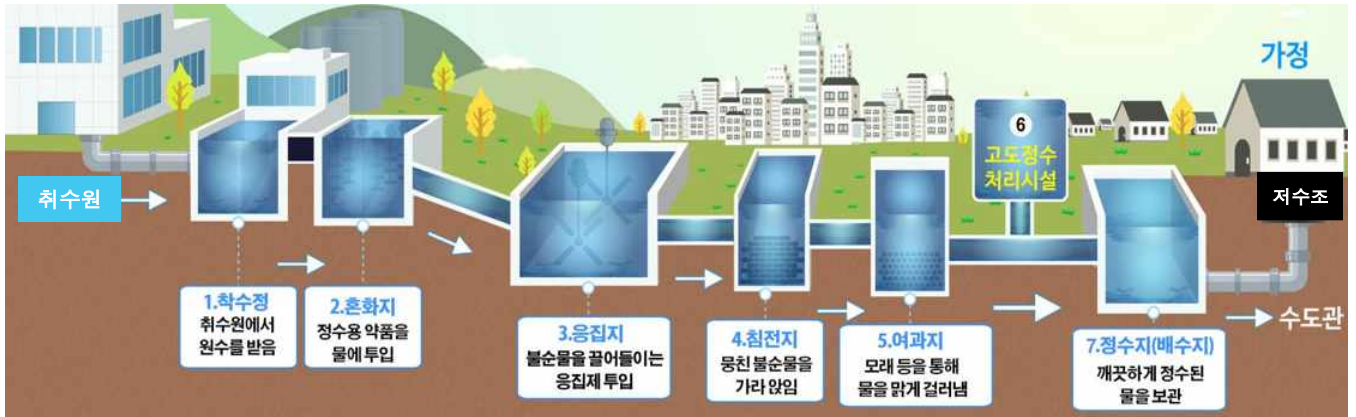 가정
6
고도정수
처리시설
취수원
저수조
1.착수정
취수원에서
원수를 받음
2.혼화지
정수용 약품을
물에 투입
3.응집지
불순물을 끌어들이는
응집제 투입
4.침전지
뭉친 불순물을
가라 앉임
5.여과지
모래 등을 통해
물을 맑게 걸러냄
7.정수지(배수지)
깨끗하게 정수된
물을 보관
수도관